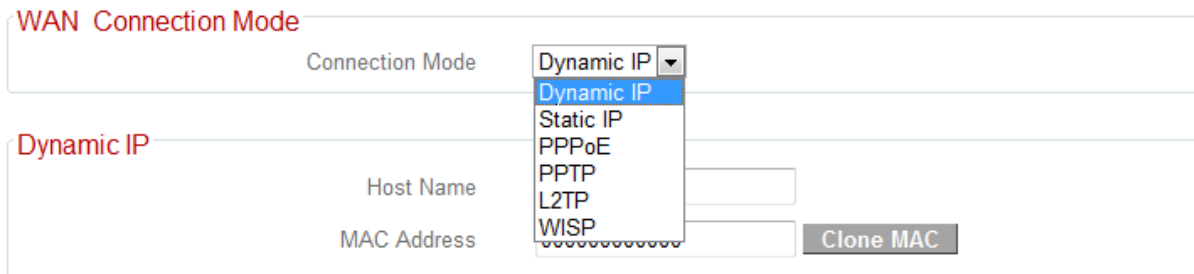 WAN Connection Mode
Connection Mode Dynamic IP
Dynamic IP
Static IP
PPPoE
PPTP
L2TP
WISP
Dynamic IP
Host Name
MAC Address Clone MAC